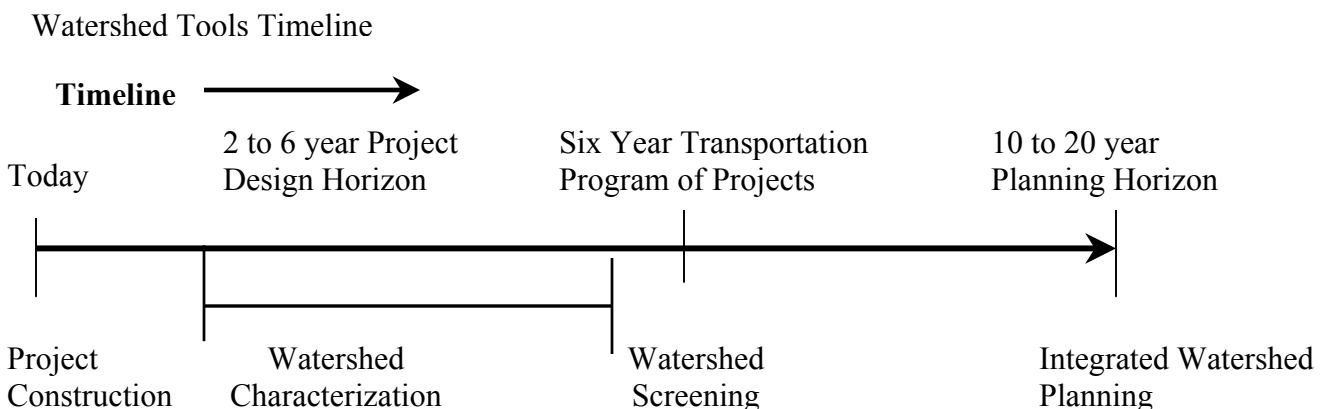 Watershed Tools Timeline
Timeline
Today
2 to 6 year Project
Design Horizon
Six Year Transportation
Program of Projects
10 to 20 year
Planning Horizon
Project
Construction
Watershed
Characterization
Watershed
Screening
Integrated Watershed
Planning